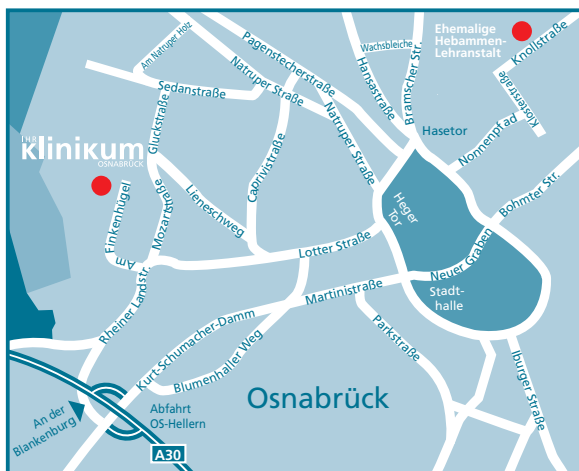 Am Natruper Holz
Pagenstecherstraße
Wachsbleiche
Ehemalige
Hebammen-
Lehranstalt
Knollstraße
Bramscher Str.
Hansastraße
Natruper Straße
Sedanstraße
Klosterstraße
Natruper Straße
Hasetor
Nonnenpfad
Gluckstraße
IHR
Klinikum
OSNABRÜCK
Caprivistraße
Lieneschweg
Bohmter Str.
Heger
Tor
Am Finkenhügel
Mozartstraße
Lotter Straße
Neuer Graben
Rheiner Landstr.
Martinistraße
Stadt-
halle
Kurt-Schumacher-Damm
Blumenhaller Weg
Parkstraße
Iburger Straße
Osnabrück
An der
Blankenburg
Abfahrt
OS-Hellern
A30